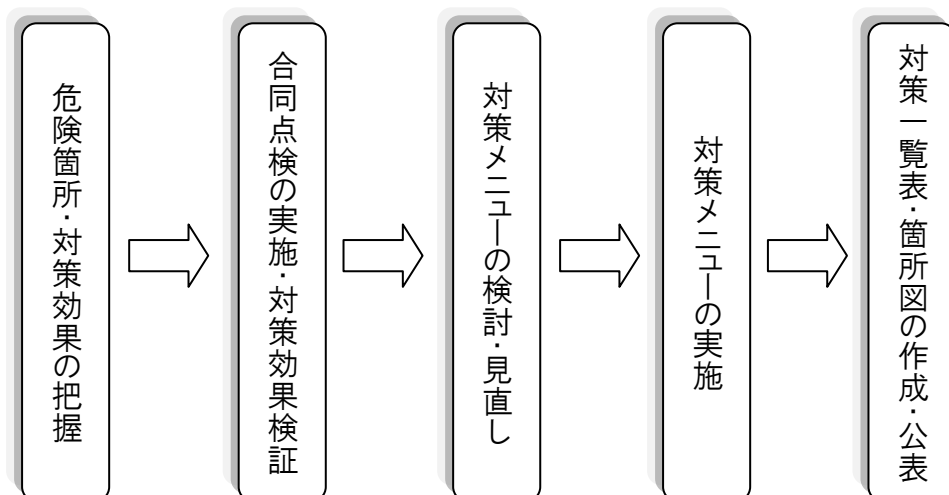 危険箇所・対策効果の把握
合同点検の実施・対策効果検証
対策メニューの検討・見直し
対策メニューの実施
対策一覧表・箇所図の作成・公表